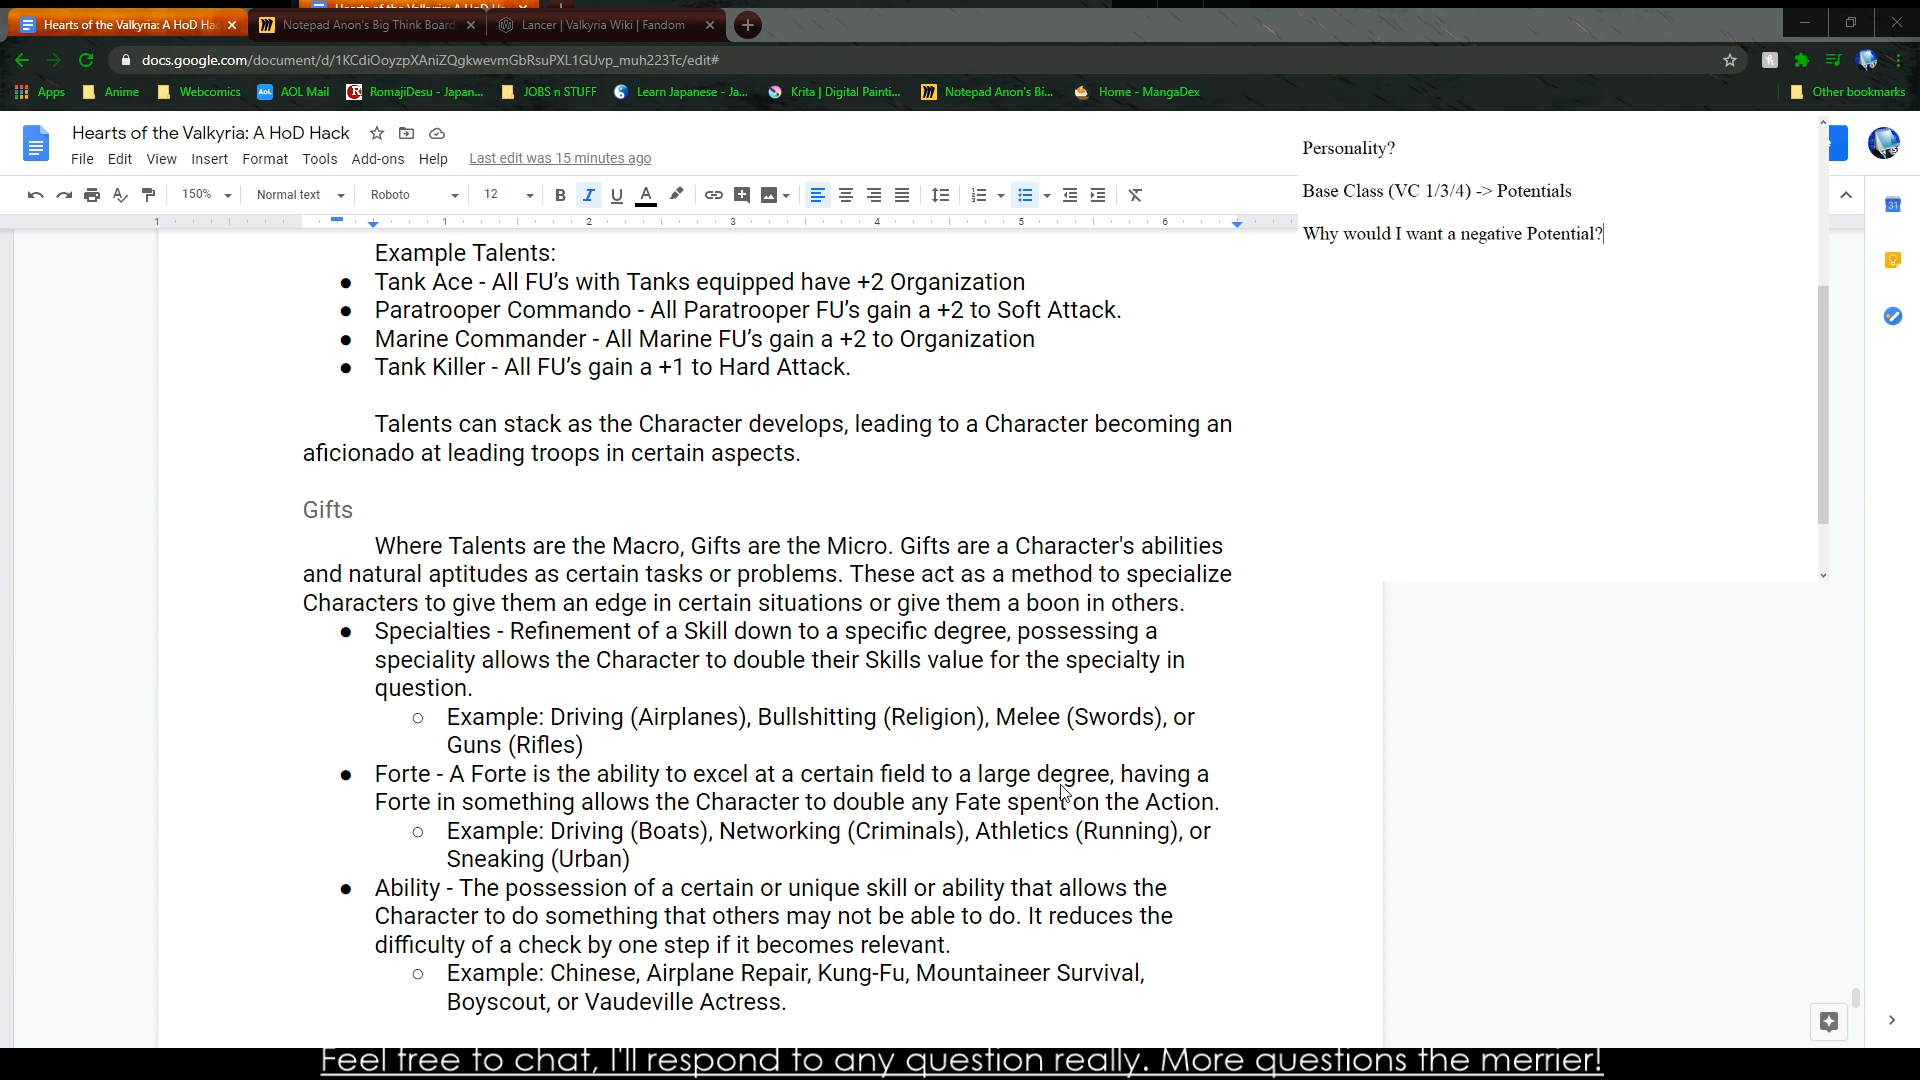 Hearts of the Valkyria: A HoD Hac
Notepad Anon's Big Think Board
Lancer | Valkyria Wiki | Fandom
docs.google.com/document/d/1KCdiOoyzpXAniZQgkwevmGbRsuPXL1GUvp_muh223Tc/edit#
Apps
Anime
Webcomics
Aol.
AOL Mail
RomajiDesu - Japan...
JOBS n STUFF
Learn Japanese - Ja...
Krita | Digital Painti...
Notepad Anon's Bi...
Home - MangaDex
Other bookmarks
Hearts of the Valkyria: A HoD Hack
File Edit View Insert Format Tools Add-ons Help Last edit was 15 minutes ago
150% Normal text Roboto 12 B I U A
1 1 2 3 4 5 6
31
Personality?
Base Class (VC 1/3/4) -> Potentials
Why would I want a negative Potential?
Example Talents:
● Tank Ace - All FU's with Tanks equipped have +2 Organization
● Paratrooper Commando - All Paratrooper FU's gain a +2 to Soft Attack.
● Marine Commander - All Marine FU's gain a +2 to Organization
● Tank Killer - All FU's gain a +1 to Hard Attack.
Talents can stack as the Character develops, leading to a Character becoming an
aficionado at leading troops in certain aspects.
Gifts
Where Talents are the Macro, Gifts are the Micro. Gifts are a Character's abilities
and natural aptitudes as certain tasks or problems. These act as a method to specialize
Characters to give them an edge in certain situations or give them a boon in others.
● Specialties - Refinement of a Skill down to a specific degree, possessing a
speciality allows the Character to double their Skills value for the specialty in
question.
○ Example: Driving (Airplanes), Bullshitting (Religion), Melee (Swords), or
Guns (Rifles)
● Forte - A Forte is the ability to excel at a certain field to a large degree, having a
Forte in something allows the Character to double any Fate spent on the Action.
○ Example: Driving (Boats), Networking (Criminals), Athletics (Running), or
Sneaking (Urban)
● Ability - The possession of a certain or unique skill or ability that allows the
Character to do something that others may not be able to do. It reduces the
difficulty of a check by one step if it becomes relevant.
○ Example: Chinese, Airplane Repair, Kung-Fu, Mountaineer Survival,
Boyscout, or Vaudeville Actress.
Feel free to chat, I'll respond to any question really. More questions the merrier!